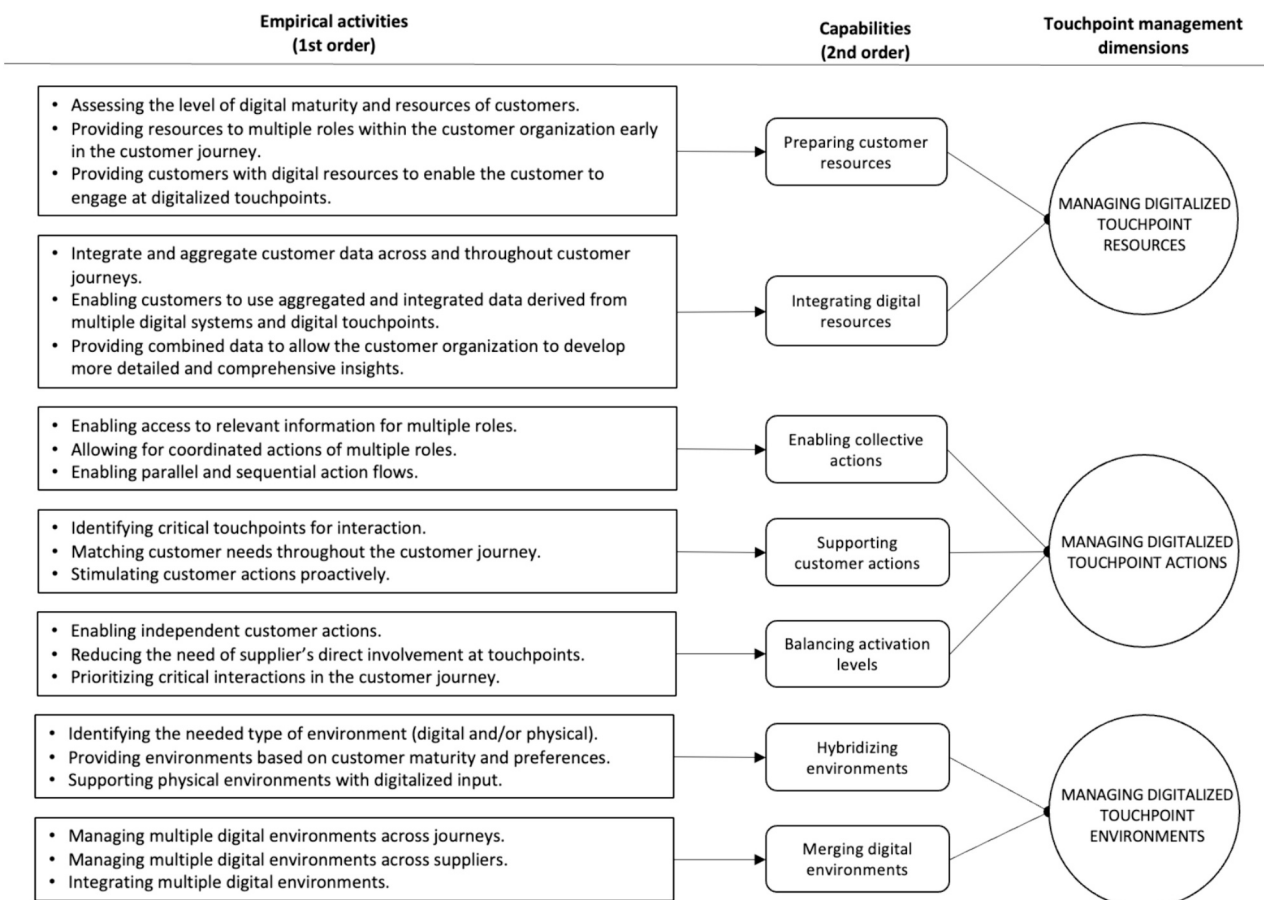 Empirical activities
(1st order)
Capabilities
(2nd order)
Touchpoint management
dimensions
• Assessing the level of digital maturity and resources of customers.
• Providing resources to multiple roles within the customer organization early
in the customer journey.
• Providing customers with digital resources to enable the customer to
engage at digitalized touchpoints.
Preparing customer
resources
• Integrate and aggregate customer data across and throughout customer
journeys.
• Enabling customers to use aggregated and integrated data derived from
multiple digital systems and digital touchpoints.
• Providing combined data to allow the customer organization to develop
more detailed and comprehensive insights.
Integrating digital
resources
MANAGING DIGITALIZED
TOUCHPOINT
RESOURCES
• Enabling access to relevant information for multiple roles.
• Allowing for coordinated actions of multiple roles.
• Enabling parallel and sequential action flows.
Enabling collective
actions
• Identifying critical touchpoints for interaction.
• Matching customer needs throughout the customer journey.
• Stimulating customer actions proactively.
Supporting
customer actions
• Enabling independent customer actions.
• Reducing the need of supplier's direct involvement at touchpoints.
• Prioritizing critical interactions in the customer journey.
Balancing activation
levels
MANAGING DIGITALIZED
TOUCHPOINT ACTIONS
• Identifying the needed type of environment (digital and/or physical).
• Providing environments based on customer maturity and preferences.
• Supporting physical environments with digitalized input.
Hybridizing
environments
• Managing multiple digital environments across journeys.
• Managing multiple digital environments across suppliers.
• Integrating multiple digital environments.
Merging digital
environments
MANAGING DIGITALIZED
TOUCHPOINT
ENVIRONMENTS